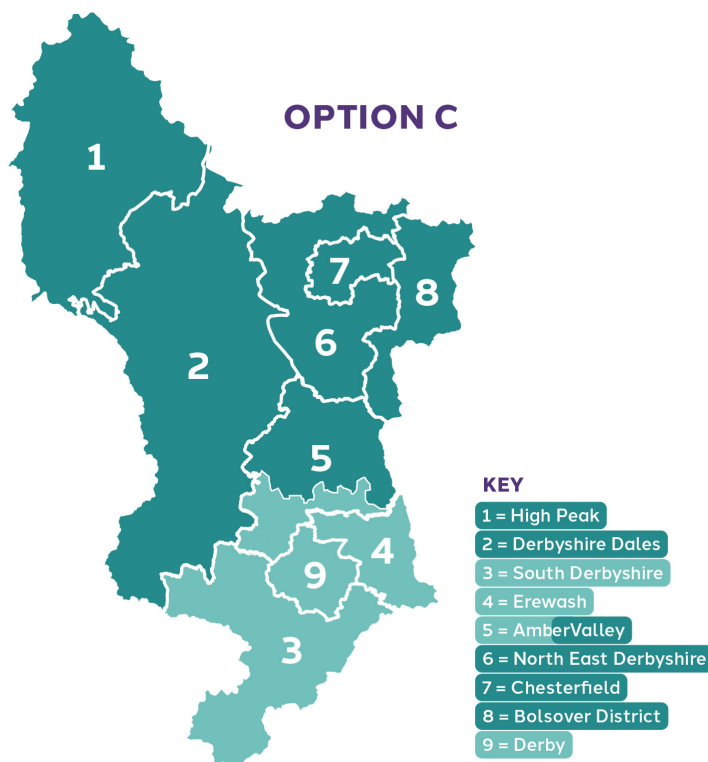 OPTION C
1
2
7
8
6
5
4
9
3
KEY
1 = High Peak
2 = Derbyshire Dales
3 = South Derbyshire
4 = Erewash
5 = AmberValley
6 = North East Derbyshire
7 = Chesterfield
8 = Bolsover District
9 = Derby